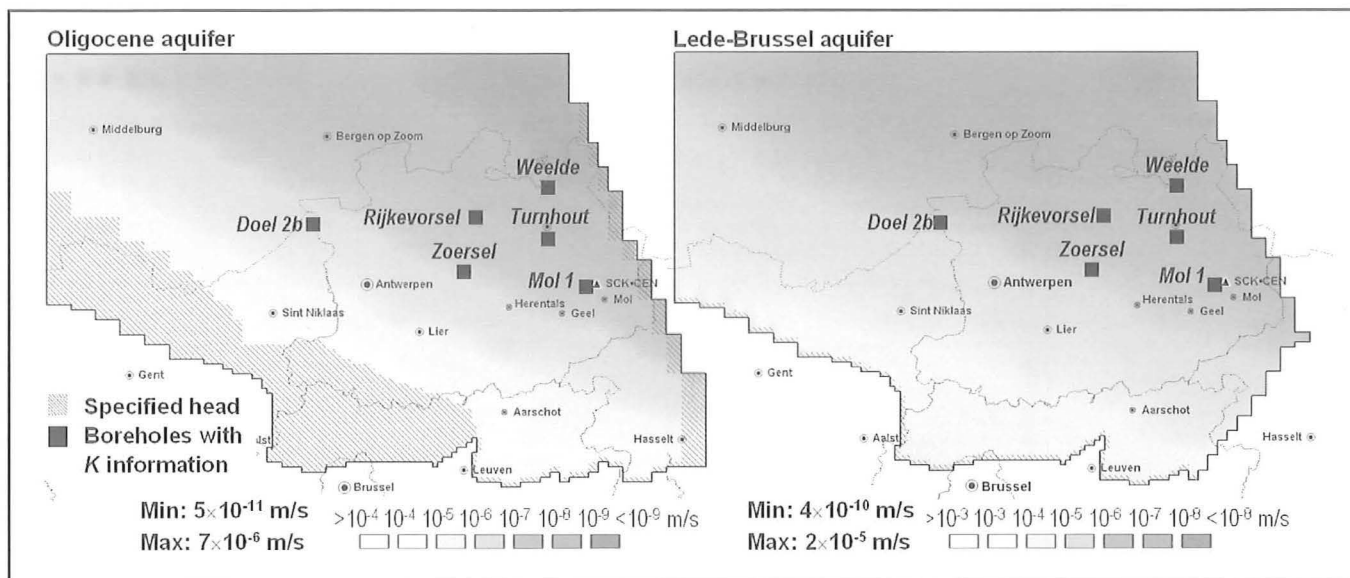 Oligocene aquifer
Middelburg
Bergen op Zoom
Weelde
Doel 2b
Rijkevorsel
Turnhout
Zoersel
Mol 1
SCK•CEN
Antwerpen
Mol
Herentals
Geel
Sint Niklaas
Lier
Gent
Specified head
Aarschot
Boreholes with
K information
alst
Hasselt
Leuven
Brussel
Min: 5×10⁻¹¹ m/s
Max: 7×10⁻⁶ m/s
>10⁻⁴ 10⁻⁴ 10⁻⁵ 10⁻⁶ 10⁻⁷ 10⁻⁸ 10⁻⁹ <10⁻⁹ m/s
Lede-Brussel aquifer
Middelburg
Bergen op Zoom
Weelde
Doel 2b
Rijkevorsel
Turnhout
Zoersel
Mol 1
SCK•CEN
Antwerpen
Mol
Herentals
Geel
Sint Niklaas
Lier
Gent
Aarschot
Aalst
Hasselt
Leuven
Brussel
Min: 4×10⁻¹⁰ m/s
Max: 2×10⁻⁵ m/s
>10⁻³ 10⁻³ 10⁻⁴ 10⁻⁵ 10⁻⁶ 10⁻⁷ 10⁻⁸ <10⁻⁸ m/s